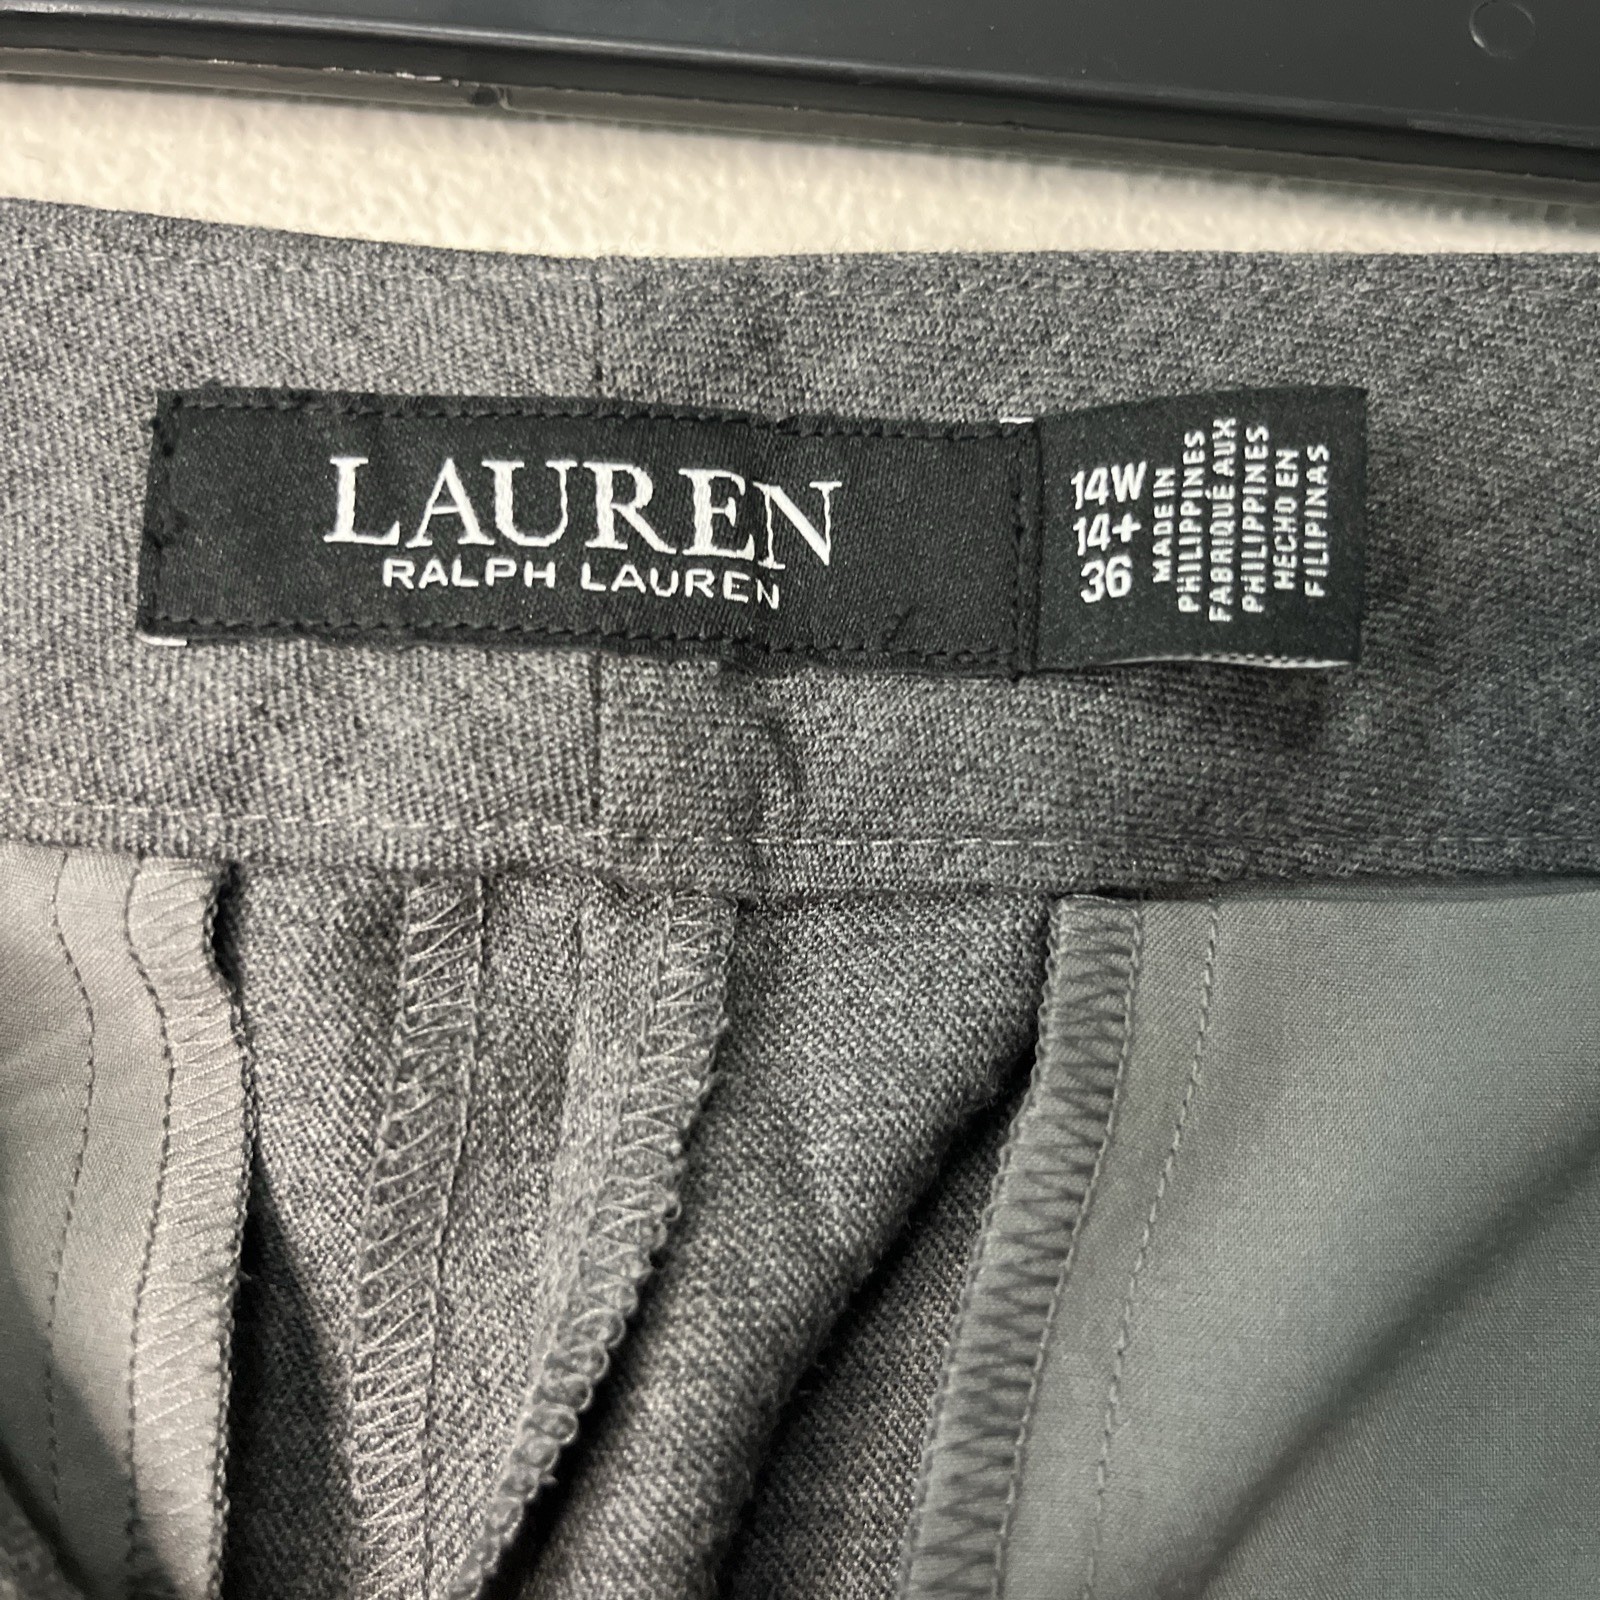 LAUREN
RALPH LAUREN
14W
14+
36
MADE IN
PHILIPPINES
FABRIQUÉ AUX
PHILIPPINES
HECHO EN
FILIPINAS